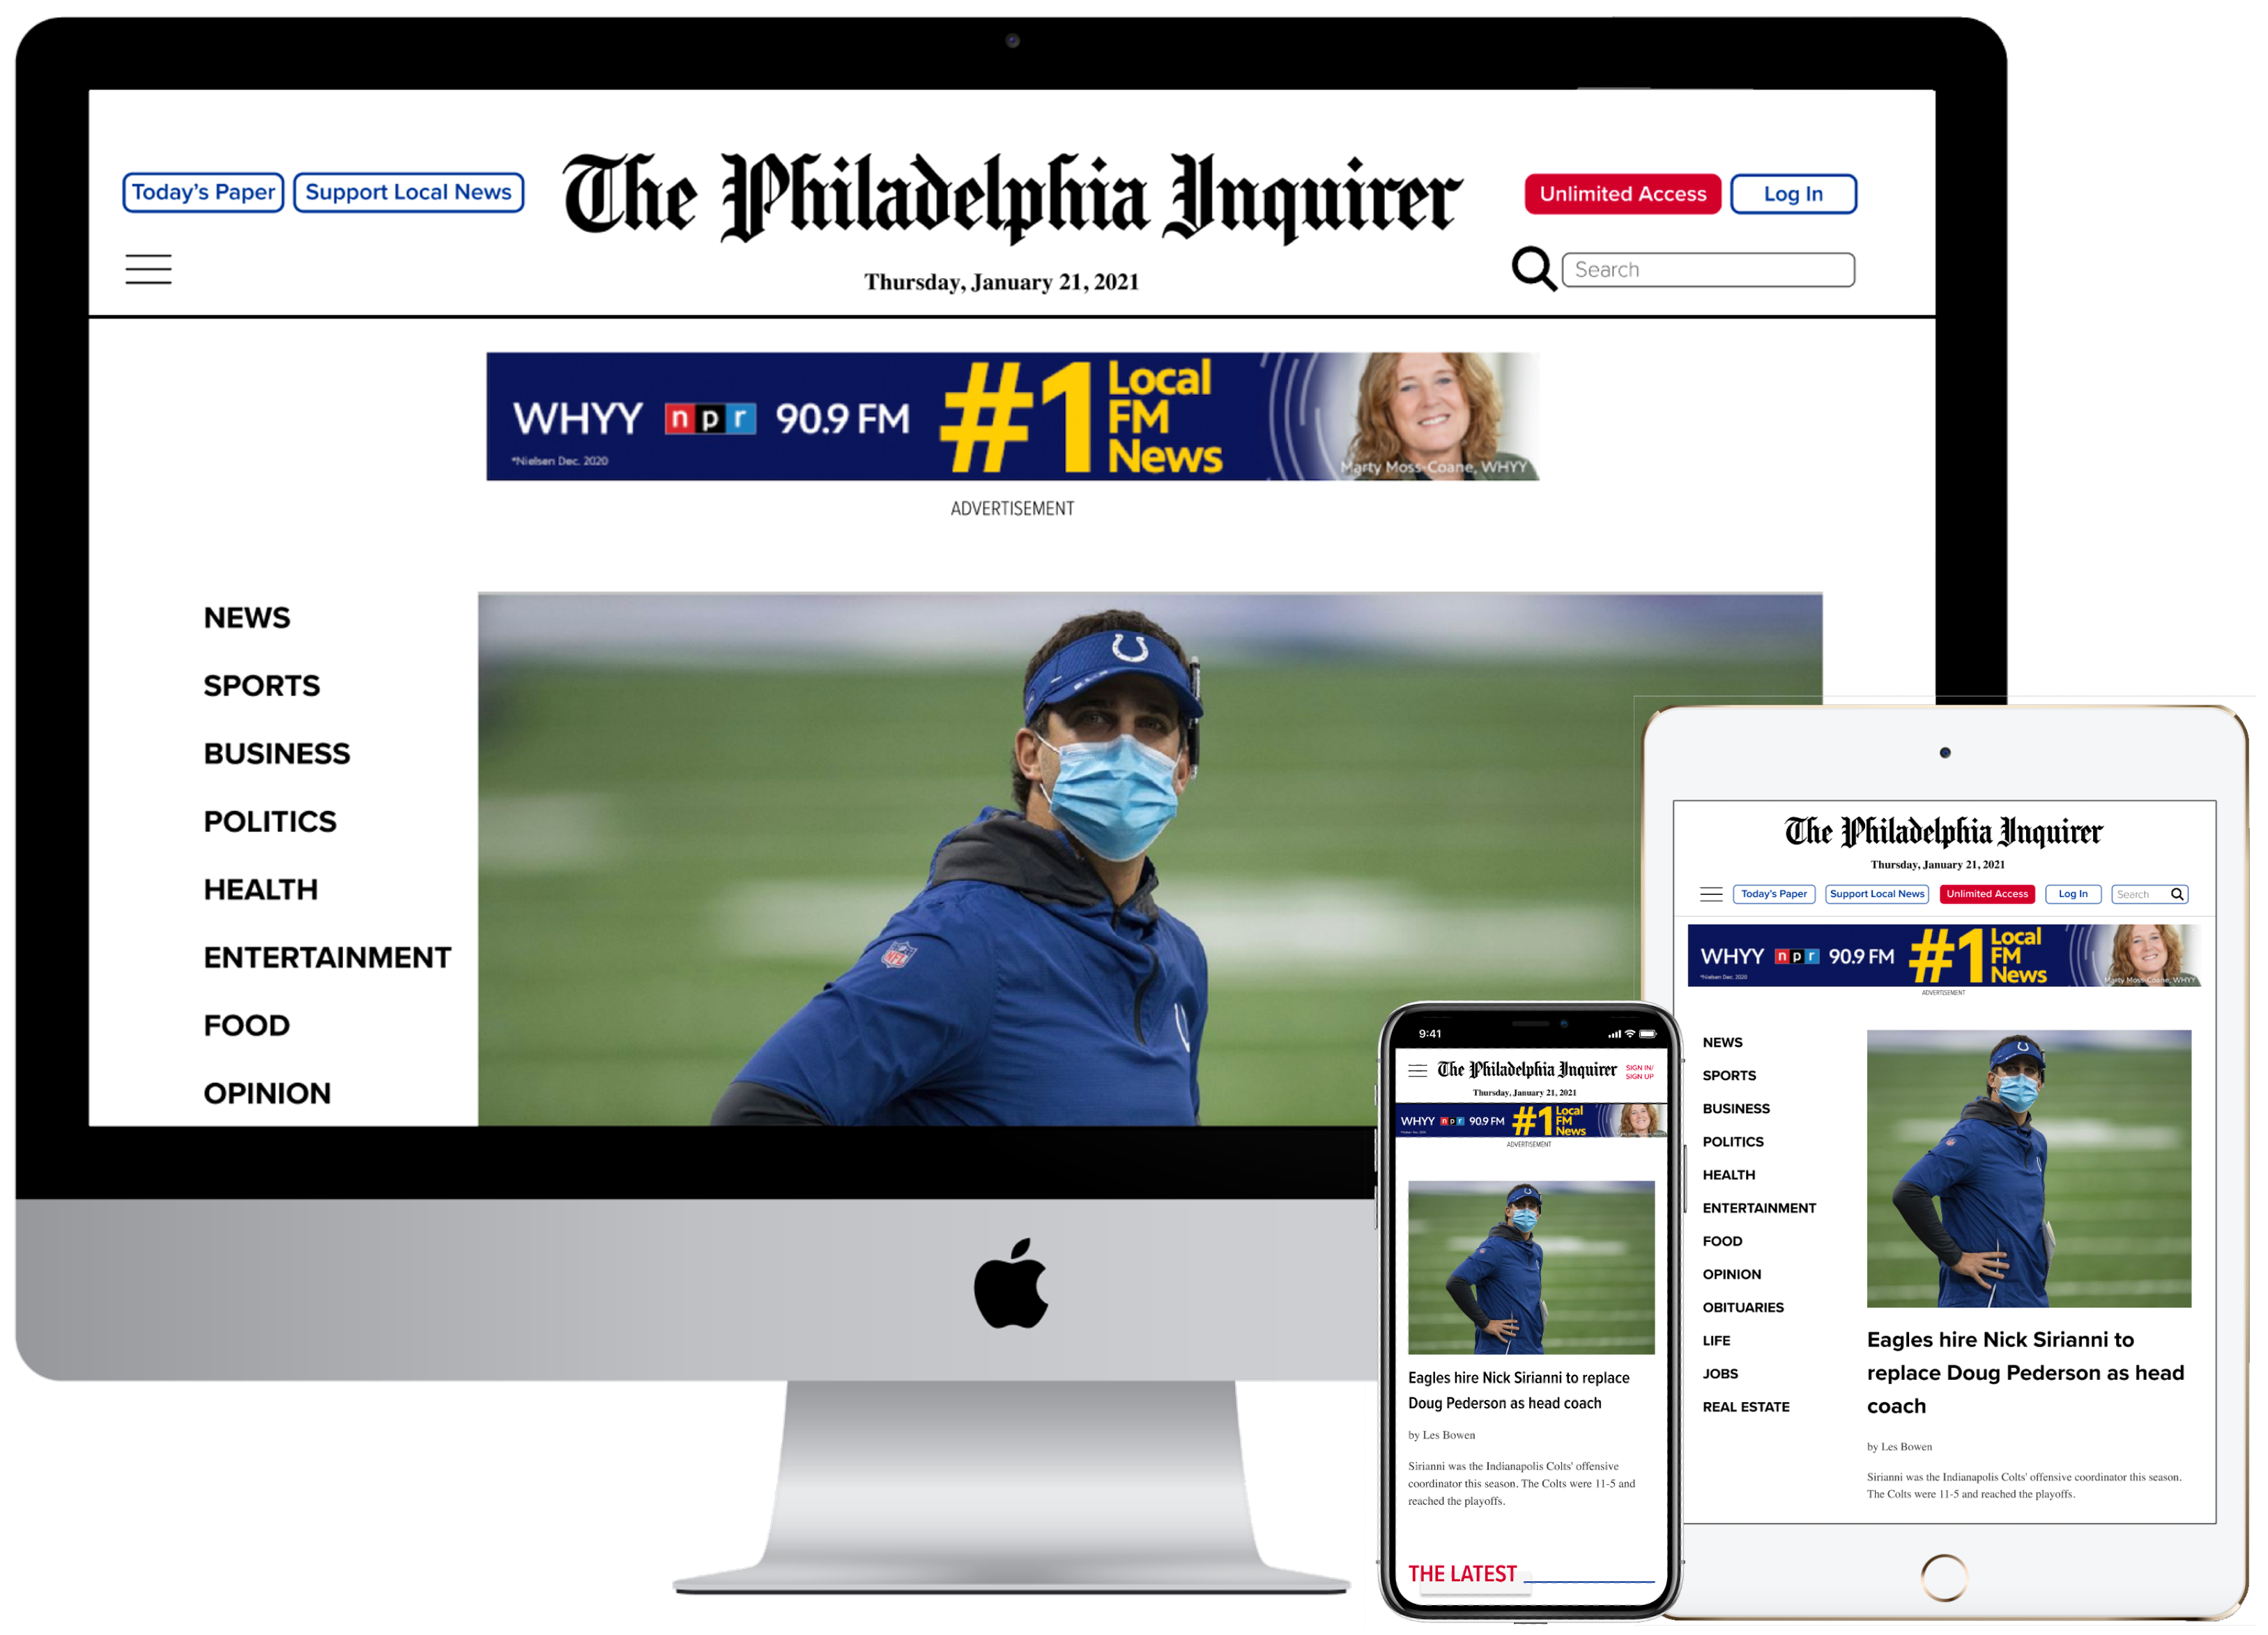 Today's Paper
Support Local News
The Philadelphia Inquirer
Unlimited Access
Log In
Thursday, January 21, 2021
Search
WHYY npr 90.9 FM
*Nielsen Dec. 2020
#1 Local
FM
News
Marty Moss-Coane, WHYY
ADVERTISEMENT
NEWS
SPORTS
BUSINESS
POLITICS
HEALTH
ENTERTAINMENT
FOOD
OPINION
NFL
9:41
The Philadelphia Inquirer
SIGN IN/
SIGN UP
Thursday, January 21, 2021
WHYY npr 90.9 FM
#1 Local
FM
News
ADVERTISEMENT
Eagles hire Nick Sirianni to replace
Doug Pederson as head coach
by Les Bowen
Sirianni was the Indianapolis Colts' offensive
coordinator this season. The Colts were 11-5 and
reached the playoffs.
THE LATEST
The Philadelphia Inquirer
Thursday, January 21, 2021
Today's Paper
Support Local News
Unlimited Access
Log In
Search
WHYY npr 90.9 FM
*Nielsen Dec. 2020
#1 Local
FM
News
Marty Moss-Coane, WHYY
ADVERTISEMENT
NEWS
SPORTS
BUSINESS
POLITICS
HEALTH
ENTERTAINMENT
FOOD
OPINION
OBITUARIES
LIFE
JOBS
REAL ESTATE
Eagles hire Nick Sirianni to
replace Doug Pederson as head
coach
by Les Bowen
Sirianni was the Indianapolis Colts' offensive coordinator this season.
The Colts were 11-5 and reached the playoffs.